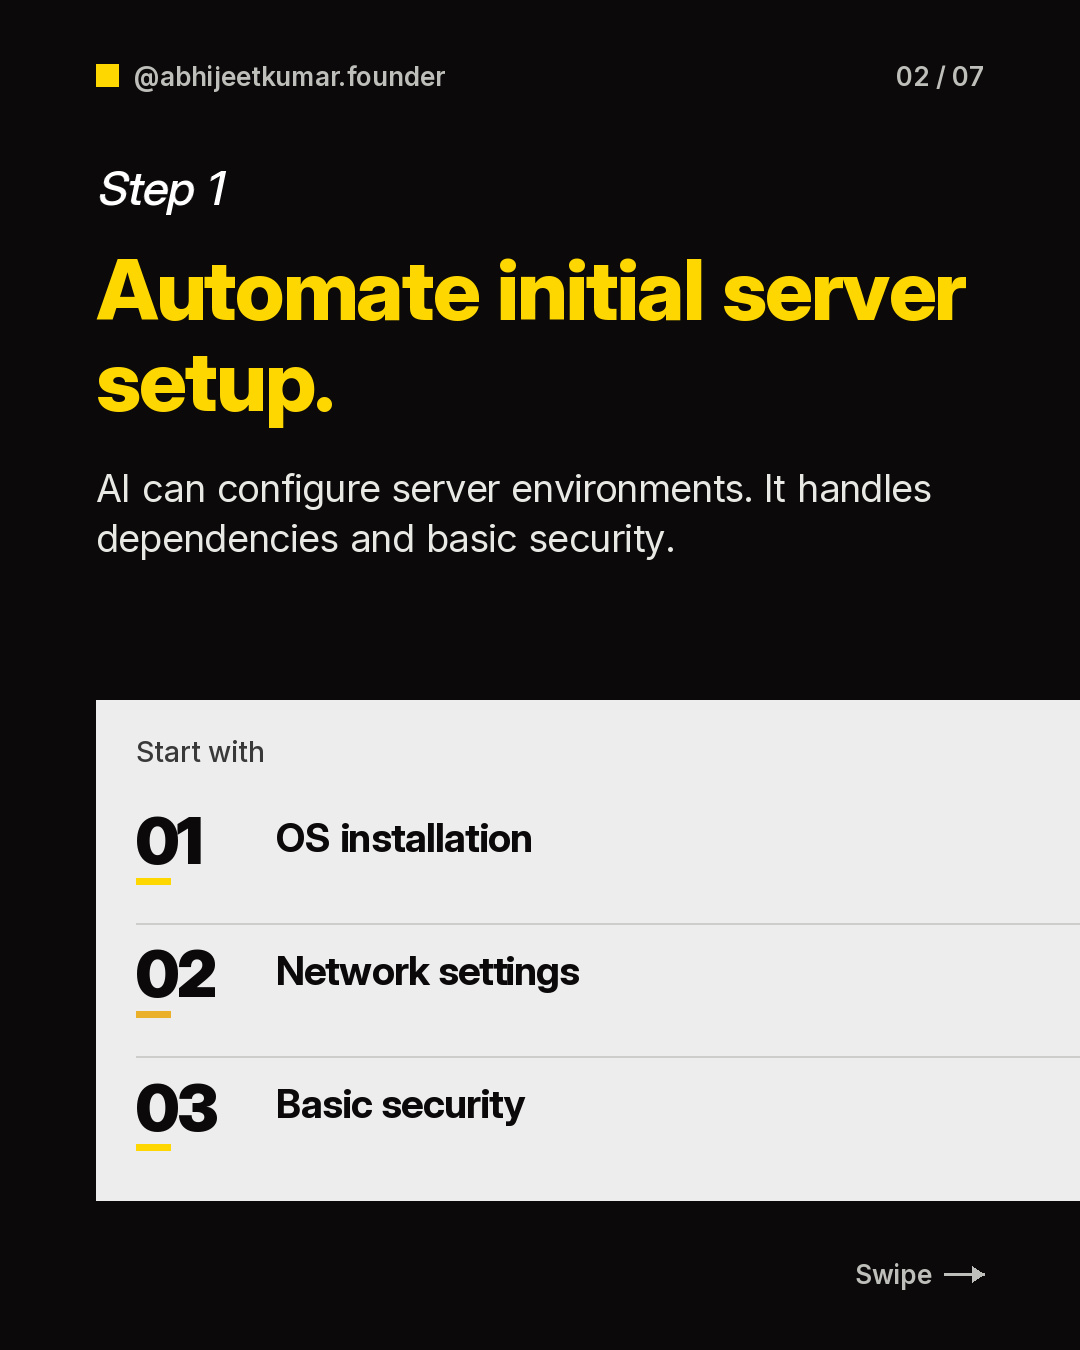 @abhijeetkumar.founder
02 / 07
Step 1
Automate initial server
setup.
AI can configure server environments. It handles
dependencies and basic security.
Start with
01 OS installation
02 Network settings
03 Basic security
Swipe